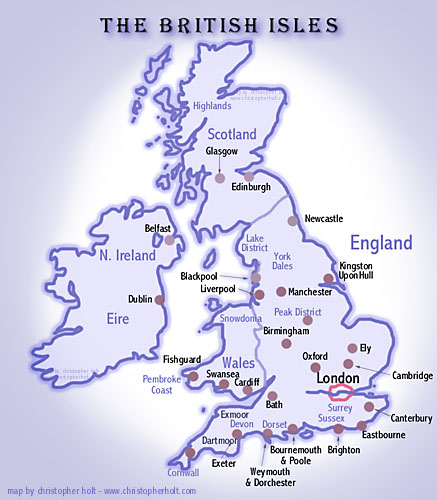 THE BRITISH ISLES
Highlands
Scotland
Glasgow
Edinburgh
Newcastle
England
Belfast
N. Ireland
Lake
District
York
Dales
Kingston
UponHull
Blackpool
Liverpool
Manchester
Dublin
Eire
Snowdonia
Peak District
Birmingham
Fishguard
Wales
Ely
Oxford
Pembroke
Coast
Swansea
Cardiff
London
Cambridge
Bath
Exmoor
Devon
Dorset
Surrey
Sussex
Canterbury
Dartmoor
Eastbourne
Cornwall
Exeter
Weymouth
& Dorchester
Bournemouth
& Poole
Brighton
map by christopher holt - www.christopherholt.com